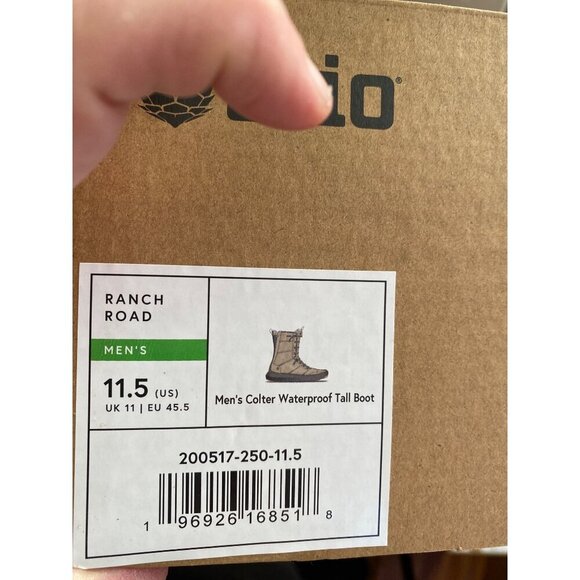 io®
RANCH
ROAD
MEN'S
11.5 (US)
UK 11 | EU 45.5
Men's Colter Waterproof Tall Boot
200517-250-11.5
1 96926 16851 8